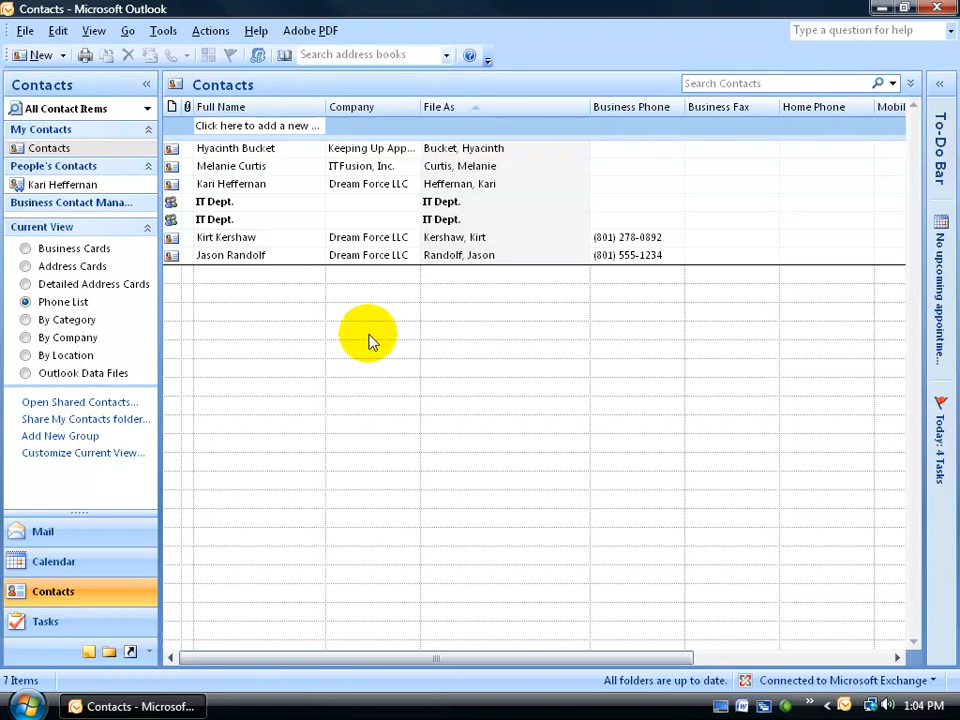 Contacts - Microsoft Outlook
File Edit View Go Tools Actions Help Adobe PDF
Type a question for help
New Search address books
Contacts «
Contacts
Search Contacts
All Contact Items
My Contacts
Contacts
People's Contacts
Kari Heffernan
Business Contact Mana...
Current View
Business Cards
Address Cards
Detailed Address Cards
Phone List
By Category
By Company
By Location
Outlook Data Files
Open Shared Contacts...
Share My Contacts folder...
Add New Group
Customize Current View...
Mail
Calendar
Contacts
Tasks
Full Name Company File As Business Phone Business Fax Home Phone Mobil
Click here to add a new ...
Hyacinth Bucket Keeping Up App... Bucket, Hyacinth
Melanie Curtis ITFusion, Inc. Curtis, Melanie
Kari Heffernan Dream Force LLC Heffernan, Kari
IT Dept. IT Dept.
IT Dept. IT Dept.
Kirt Kershaw Dream Force LLC Kershaw, Kirt (801) 278-0892
Jason Randolf Dream Force LLC Randolf, Jason (801) 555-1234
«
To-Do Bar
No upcoming appointme...
Today: 4 Tasks
7 Items
All folders are up to date.
Connected to Microsoft Exchange
Contacts - Microsof...
1:04 PM